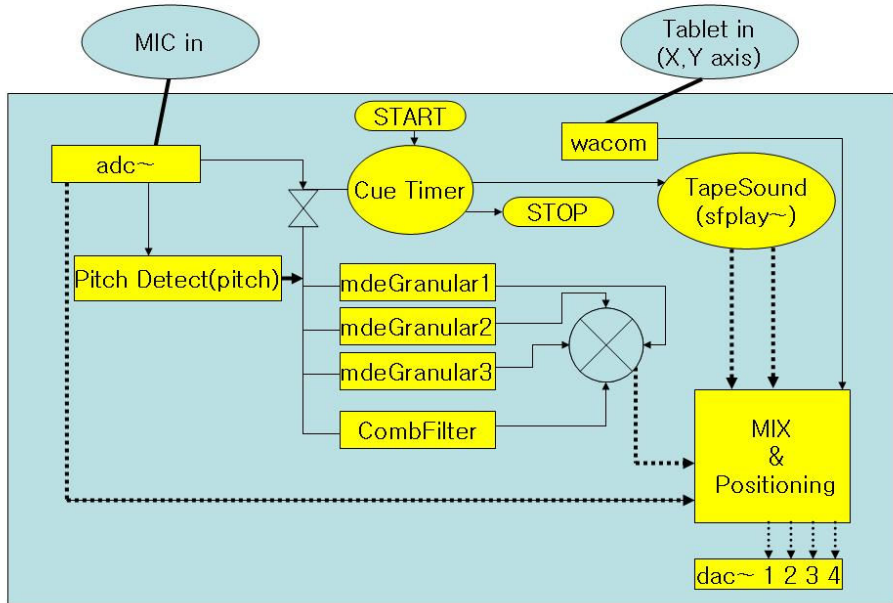 MIC in
Tablet in
(X,Y axis)
START
wacom
adc~
Cue Timer
TapeSound
(sfplay~)
STOP
Pitch Detect(pitch)
mdeGranular1
mdeGranular2
mdeGranular3
CombFilter
MIX
&
Positioning
dac~ 1 2 3 4